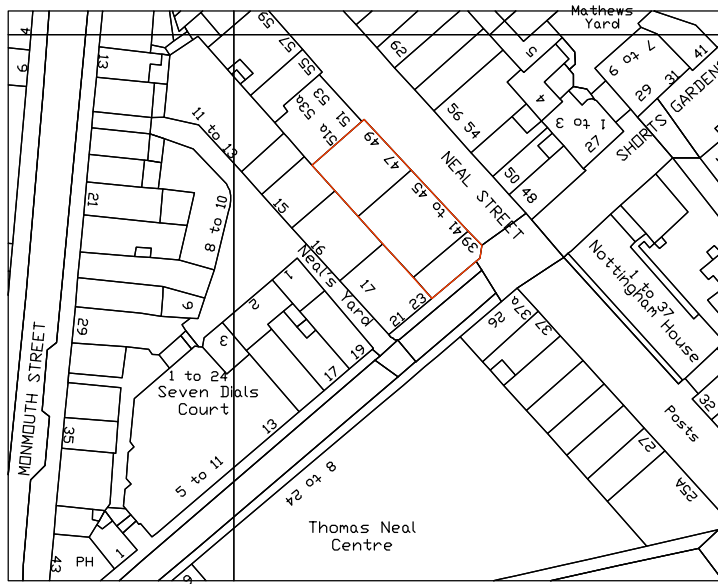 Mathews
Yard
4
6
13
59
57
55
53
51
53a
51a
49
47
29
5
4
7 to 9
41
31
29
1 to 3
27
SHORTS GARDENS
56 54
50 48
NEAL STREET
11 to 13
15
16
17
21
8 to 10
9
41 to 45
39
23
21
Neal's Yard
1
2
3
19
17
13
MONMOUTH STREET
29
35
43
PH
1
1 to 24
Seven Dials
Court
5 to 11
8 to 24
Thomas Neal
Centre
9
26
37a
37
27
25A
Posts
32
1 to 37
Nottingham House